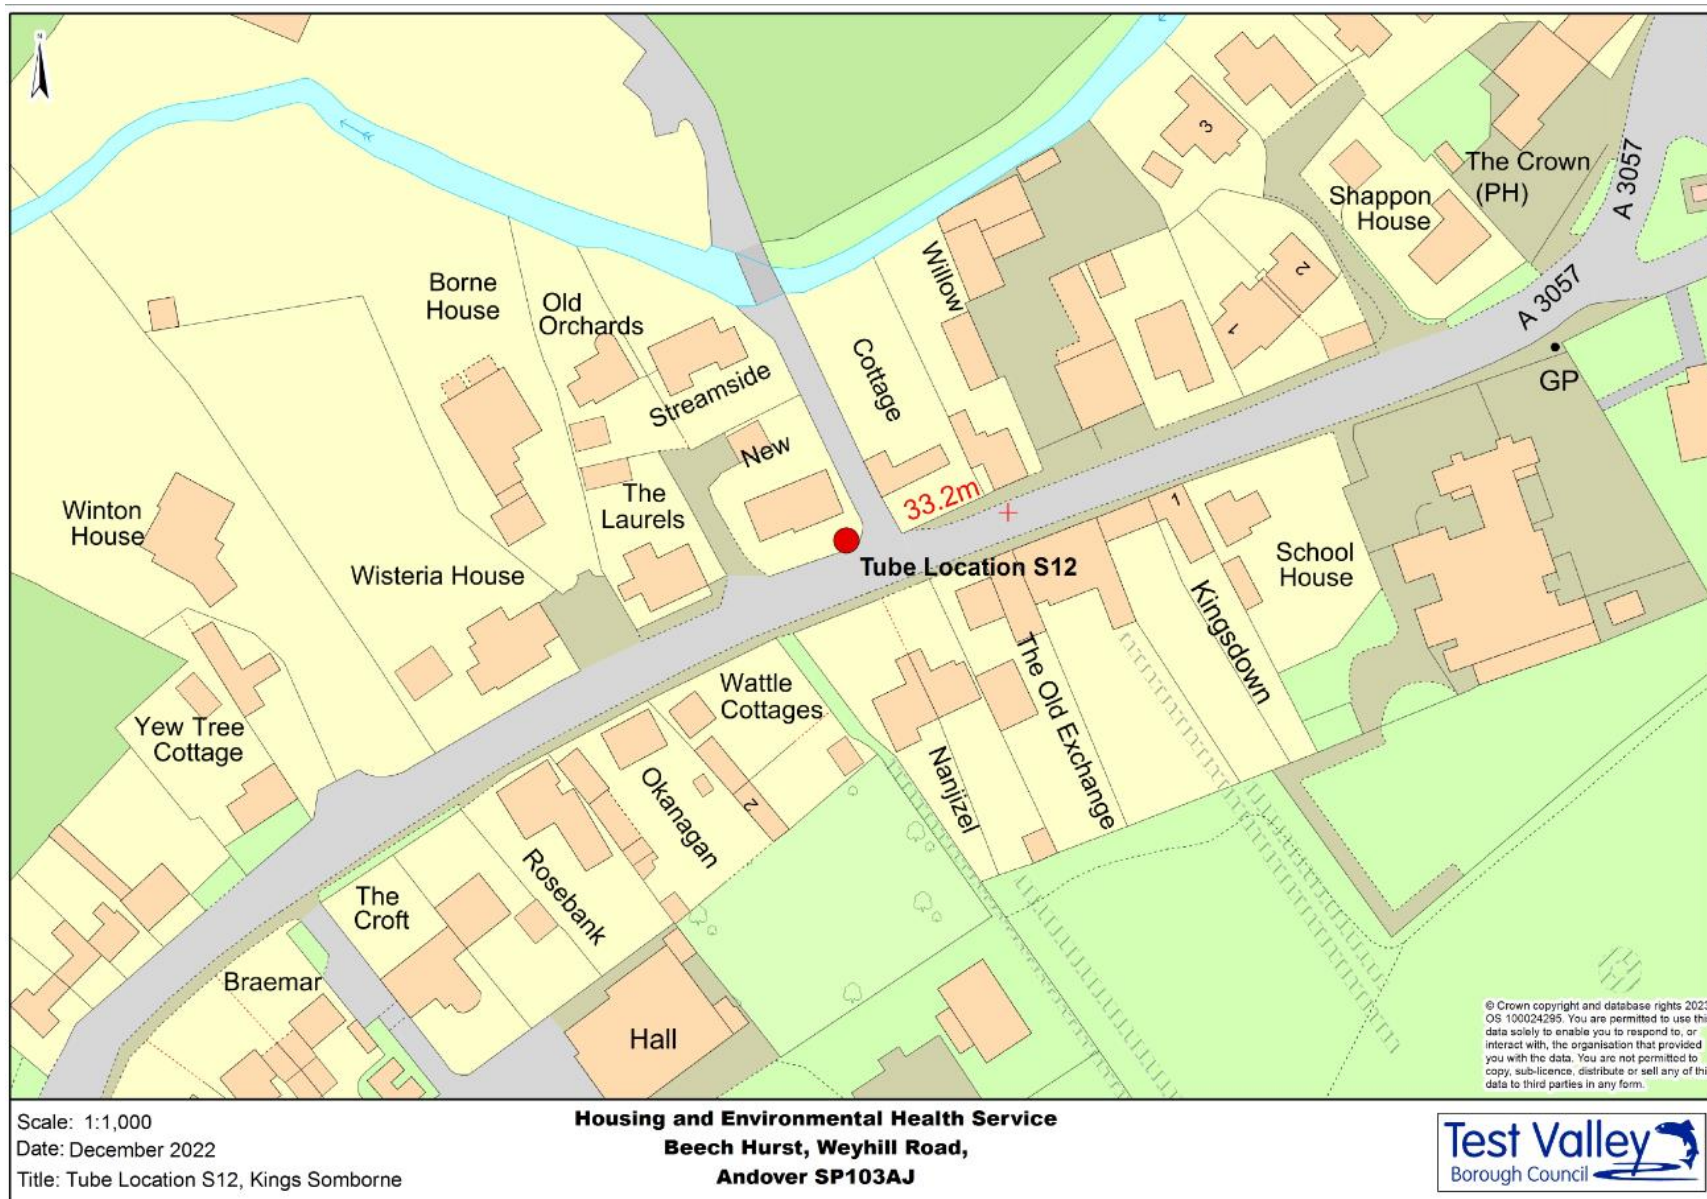 N
3
The Crown
(PH)
A 3057
Shappon
House
Willow
2
1
A 3057
Borne
House
Old
Orchards
Cottage
GP
Streamside
New
33.2m
The
Laurels
Winton
House
1
School
House
Tube Location S12
Wisteria House
Kingsdown
The Old Exchange
Wattle
Cottages
Yew Tree
Cottage
Okanagan
2
Nanjizel
Rosebank
The
Croft
Braemar
Hall
© Crown copyright and database rights 2023
OS 100024295. You are permitted to use thi
data solely to enable you to respond to, or
interact with, the organisation that provided
you with the data. You are not permitted to
copy, sub-licence, distribute or sell any of thi
data to third parties in any form.
Scale: 1:1,000
Date: December 2022
Title: Tube Location S12, Kings Somborne
Housing and Environmental Health Service
Beech Hurst, Weyhill Road,
Andover SP103AJ
Test Valley
Borough Council